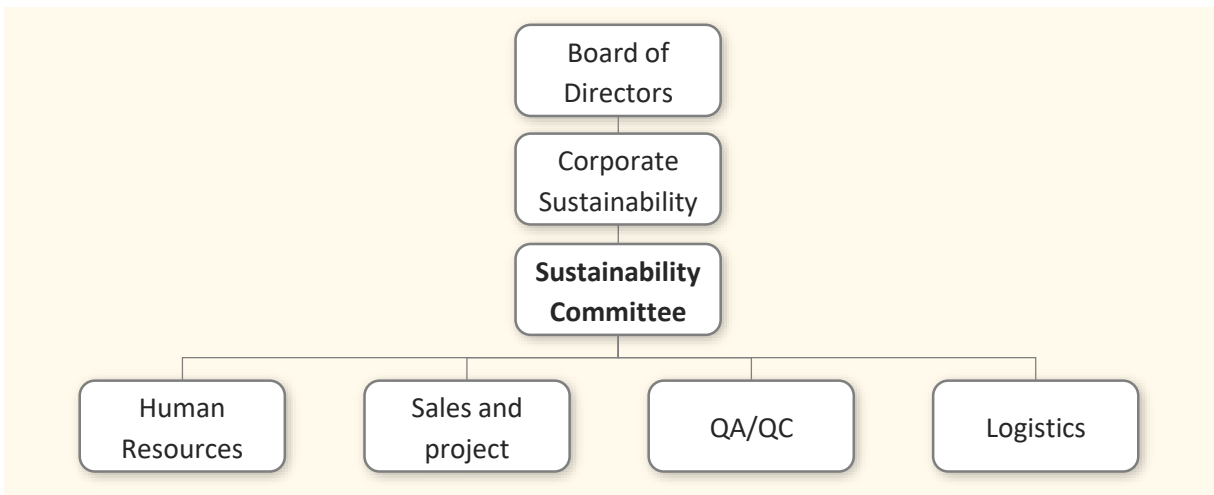 Board of
Directors
Corporate
Sustainability
Sustainability
Committee
Human
Resources
Sales and
project
QA/QC
Logistics